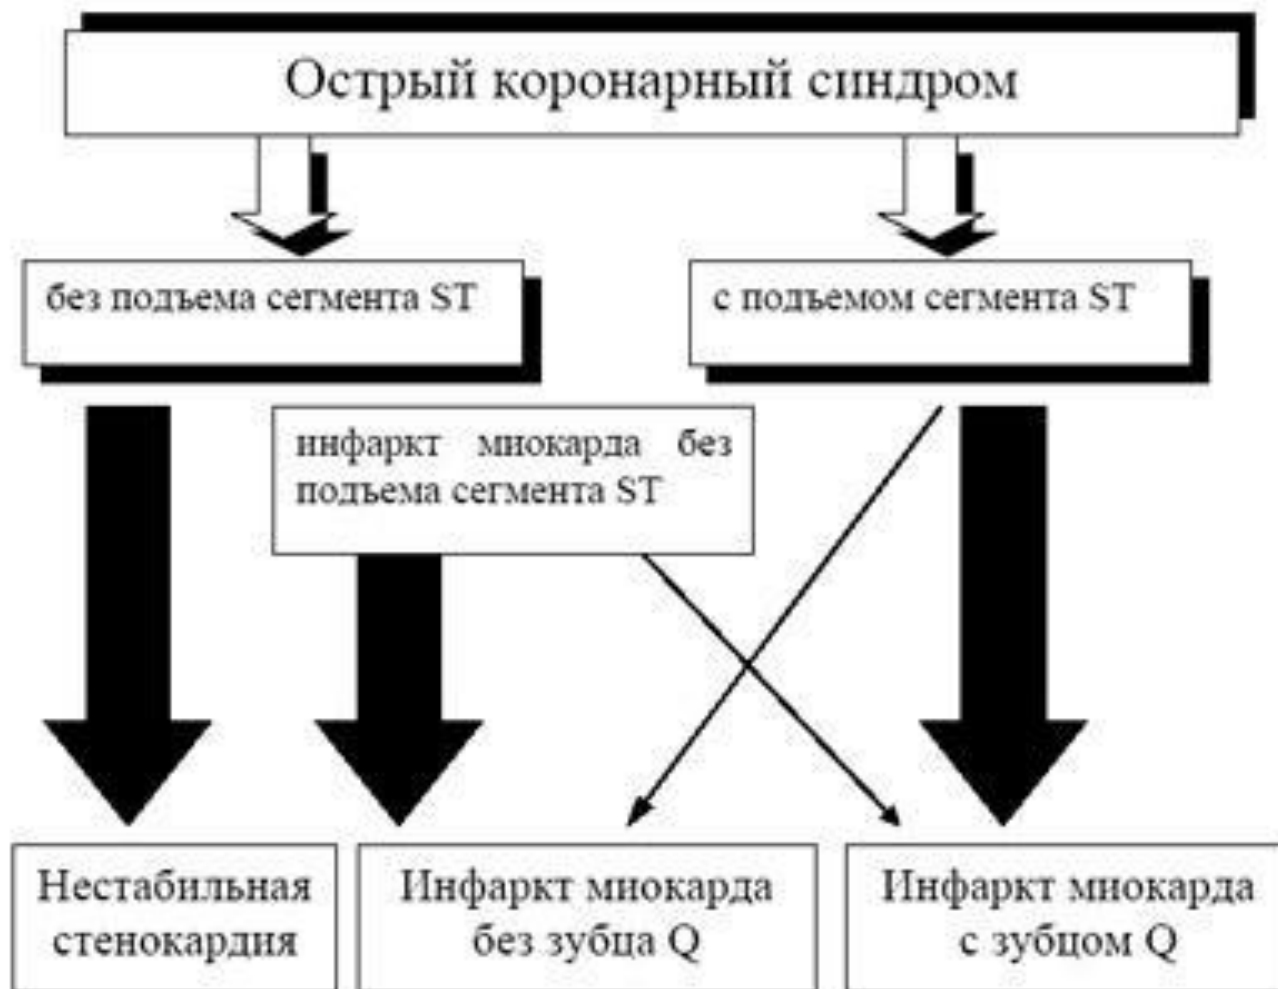 Острый коронарный синдром
без подъема сегмента ST
с подъемом сегмента ST
инфаркт миокарда без
подъема сегмента ST
Нестабильная
стенокардия
Инфаркт миокарда
без зубца Q
Инфаркт миокарда
с зубцом Q